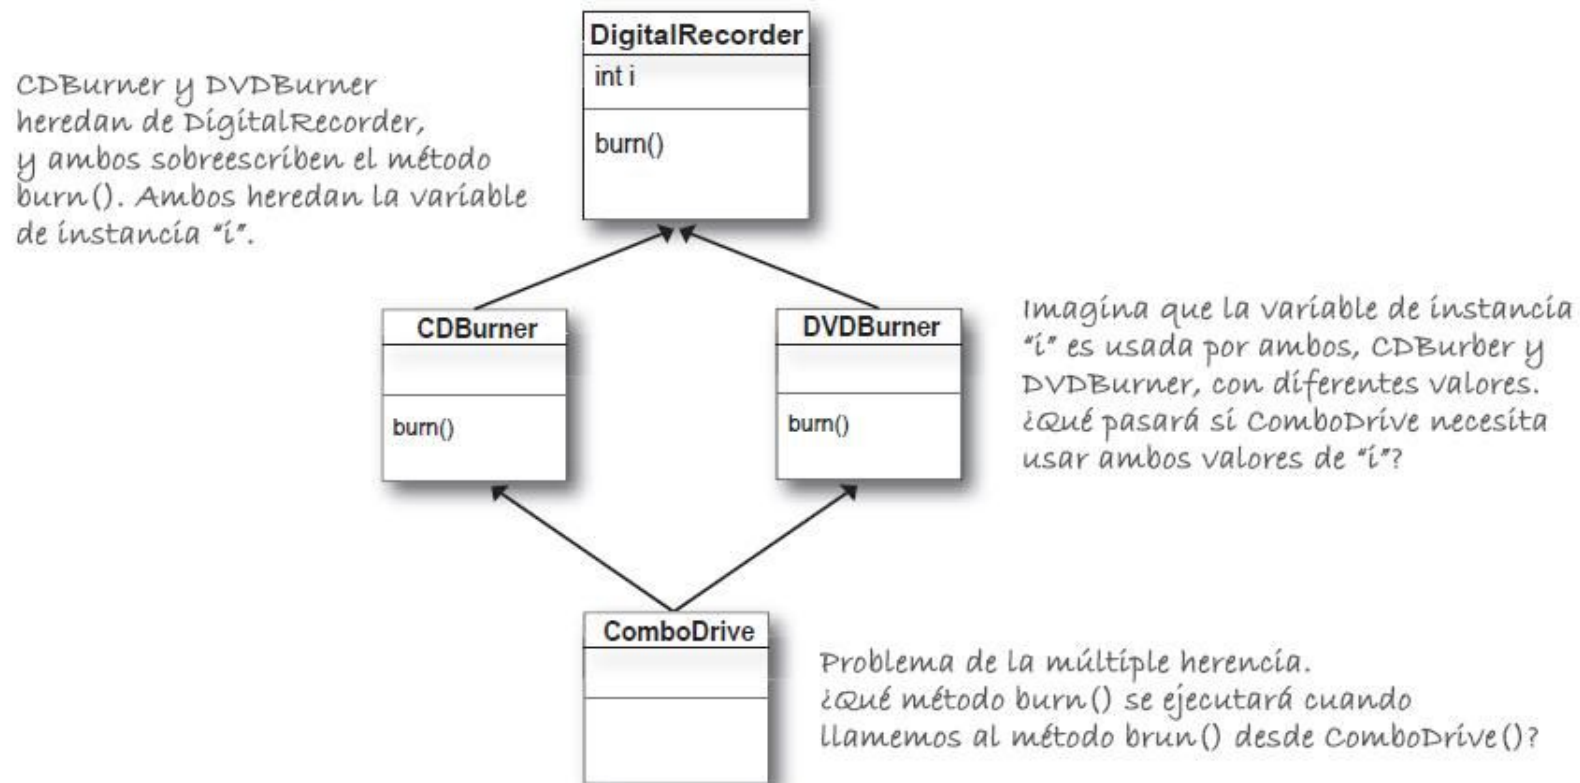 DigitalRecorder
int i
burn()
CDBurner y DVDBurner
heredan de DigitalRecorder,
y ambos sobreescriben el método
burn(). Ambos heredan la variable
de instancia "i".
CDBurner
burn()
DVDBurner
burn()
Imagina que la variable de instancia
"i" es usada por ambos, CDBurber y
DVDBurner, con diferentes valores.
¿Qué pasará si ComboDrive necesita
usar ambos valores de "i"?
ComboDrive
Problema de la múltiple herencia.
¿Qué método burn() se ejecutará cuando
llamemos al método brun() desde ComboDrive()?